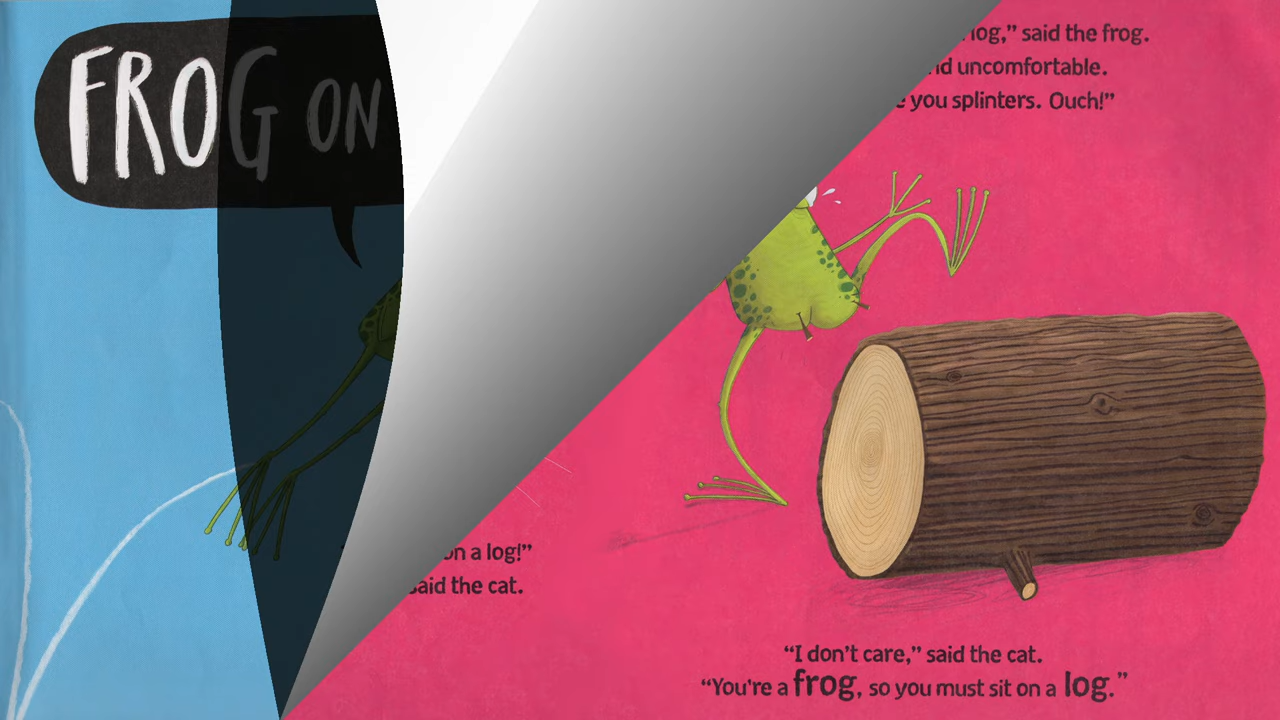 FROG ON
log,” said the frog.
uncomfortable.
you splinters. Ouch!”
on a log!”
said the cat.
“I don’t care,” said the cat.
“You’re a frog, so you must sit on a log.”